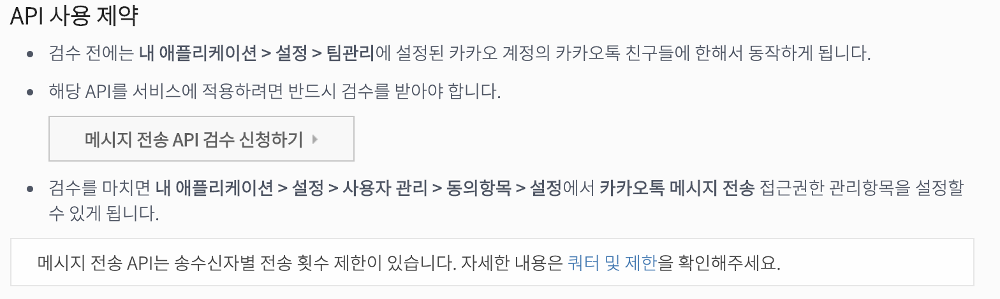 API 사용 제약
검수 전에는 내 애플리케이션 > 설정 > 팀관리에 설정된 카카오 계정의 카카오톡 친구들에 한해서 동작하게 됩니다.
해당 API를 서비스에 적용하려면 반드시 검수를 받아야 합니다.
메시지 전송 API 검수 신청하기
검수를 마치면 내 애플리케이션 > 설정 > 사용자 관리 > 동의항목 > 설정에서 카카오톡 메시지 전송 접근권한 관리항목을 설정할
수 있게 됩니다.
메시지 전송 API는 송수신자별 전송 횟수 제한이 있습니다. 자세한 내용은 쿼터 및 제한을 확인해주세요.